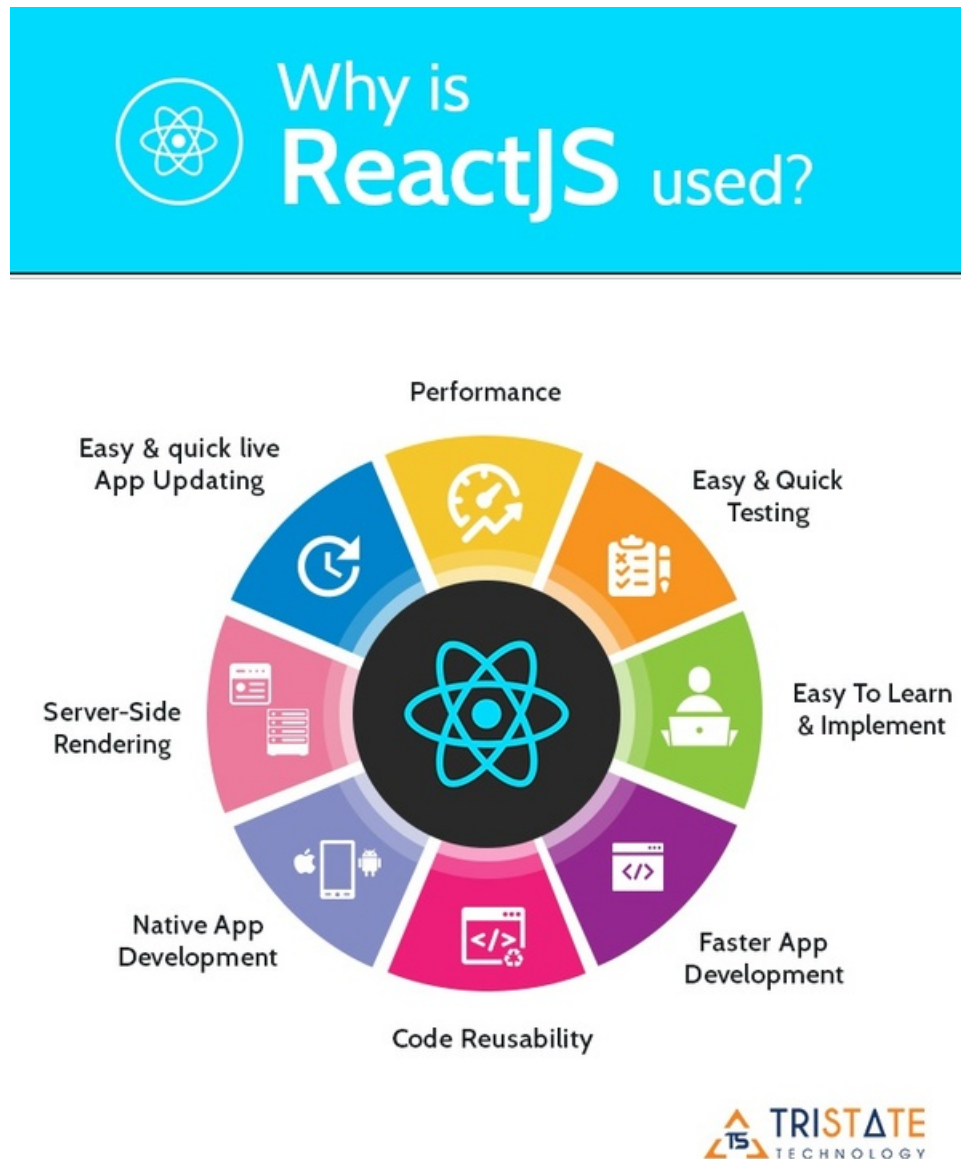 Why is
ReactJS used?
Performance
Easy & Quick
Testing
Easy To Learn
& Implement
Faster App
Development
</>
Code Reusability
</>
Native App
Development
Server-Side
Rendering
Easy & quick live
App Updating
TS
TRISTATE
TECHNOLOGY